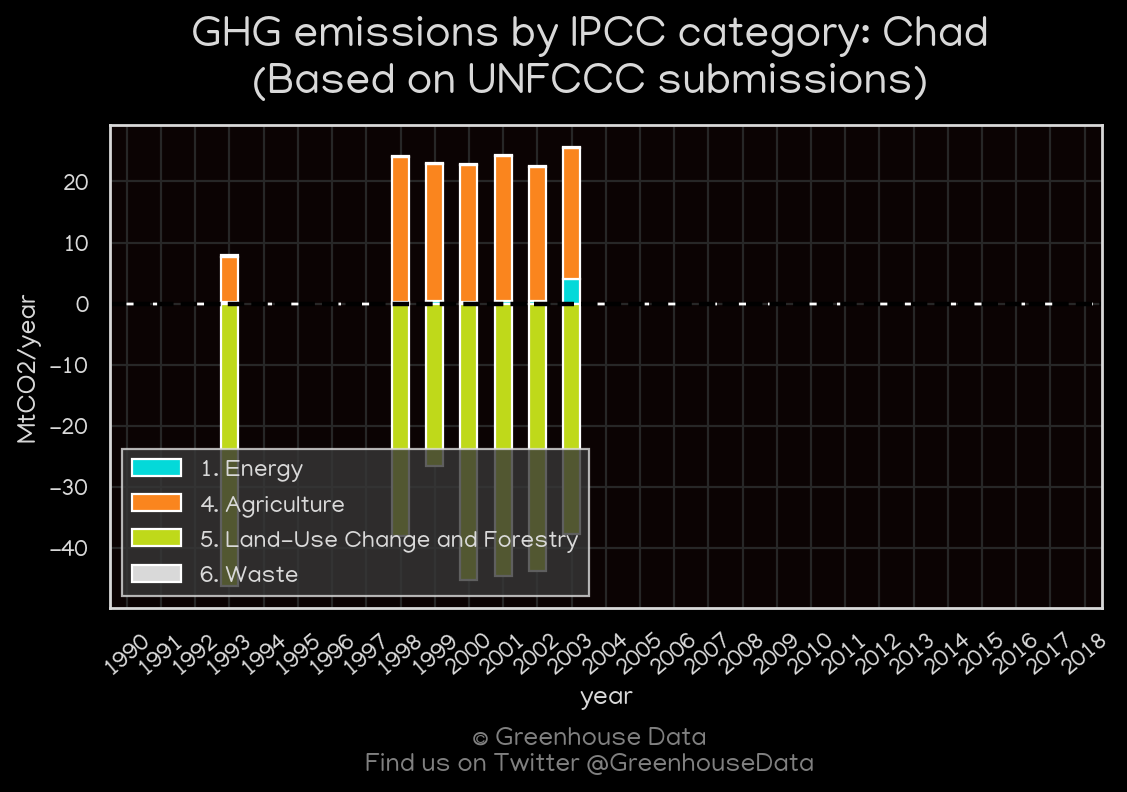 GHG emissions by IPCC category: Chad
(Based on UNFCCC submissions)
MtCO2/year
20
10
0
−10
−20
−30
−40
1. Energy
4. Agriculture
5. Land-Use Change and Forestry
6. Waste
1990 1991 1992 1993 1994 1995 1996 1997 1998 1999 2000 2001 2002 2003 2004 2005 2006 2007 2008 2009 2010 2011 2012 2013 2014 2015 2016 2017 2018
year
© Greenhouse Data
Find us on Twitter @GreenhouseData